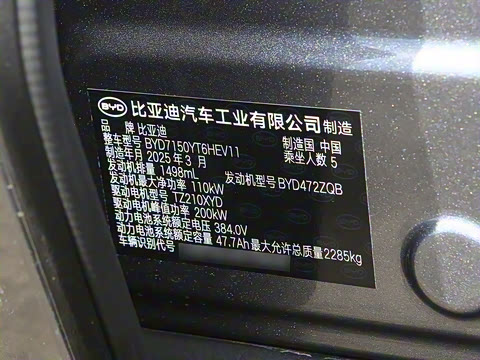 BYD 比亚迪汽车工业有限公司 制造
品 牌 比亚迪 制造国 中国
整车型号 BYD7150YT6HEV11 乘坐人数 5
制造年月 2025 年 3 月
发动机排量 1498mL 发动机型号 BYD472ZQB
发动机最大净功率 110kW
驱动电机型号 TZ210XYD
驱动电机峰值功率 200kW
动力电池系统额定电压 384.0V
动力电池系统额定容量 47.7Ah 最大允许总质量 2285kg
车辆识别代号